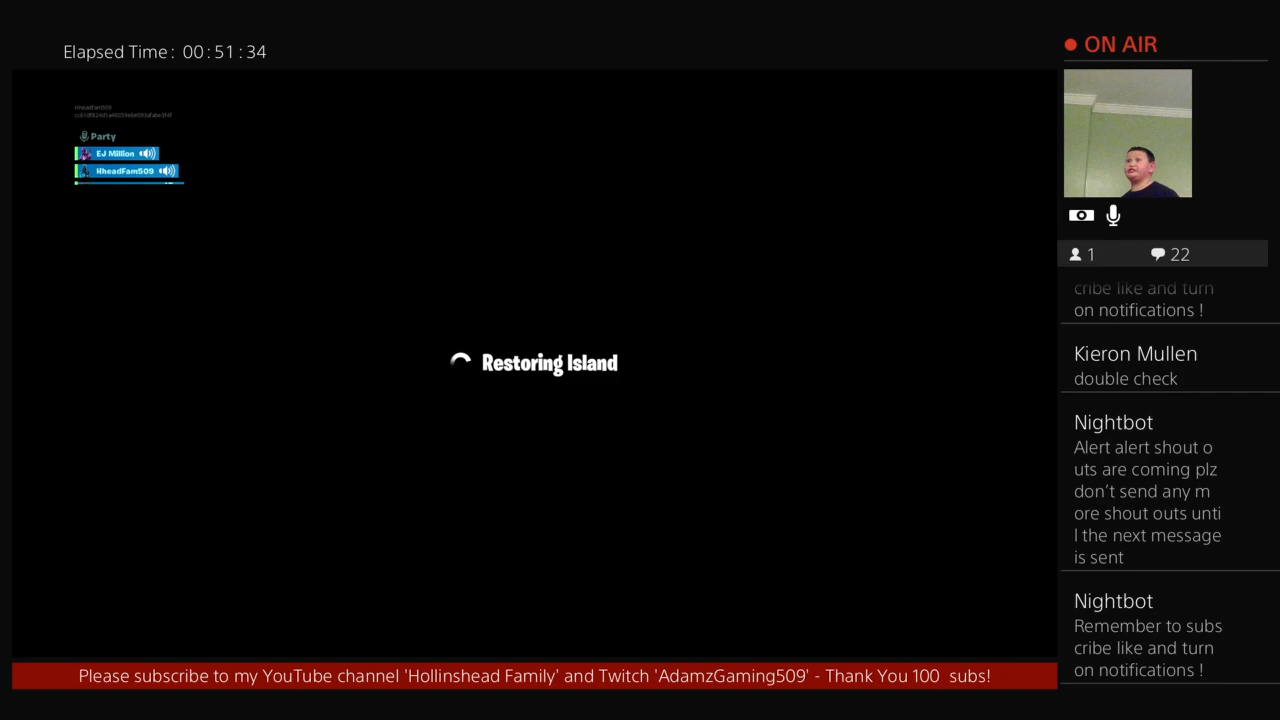 Elapsed Time: 00:51:34
ON AIR
HheadFam509
Party
EJ Million
HheadFam509
1
22
cribe like and turn
on notifications !
Kieron Mullen
double check
Nightbot
Alert alert shout o
uts are coming plz
don't send any m
ore shout outs unti
l the next message
is sent
Nightbot
Remember to subs
cribe like and turn
on notifications !
Restoring Island
Please subscribe to my YouTube channel 'Hollinshead Family' and Twitch 'AdamzGaming509' - Thank You 100 subs!